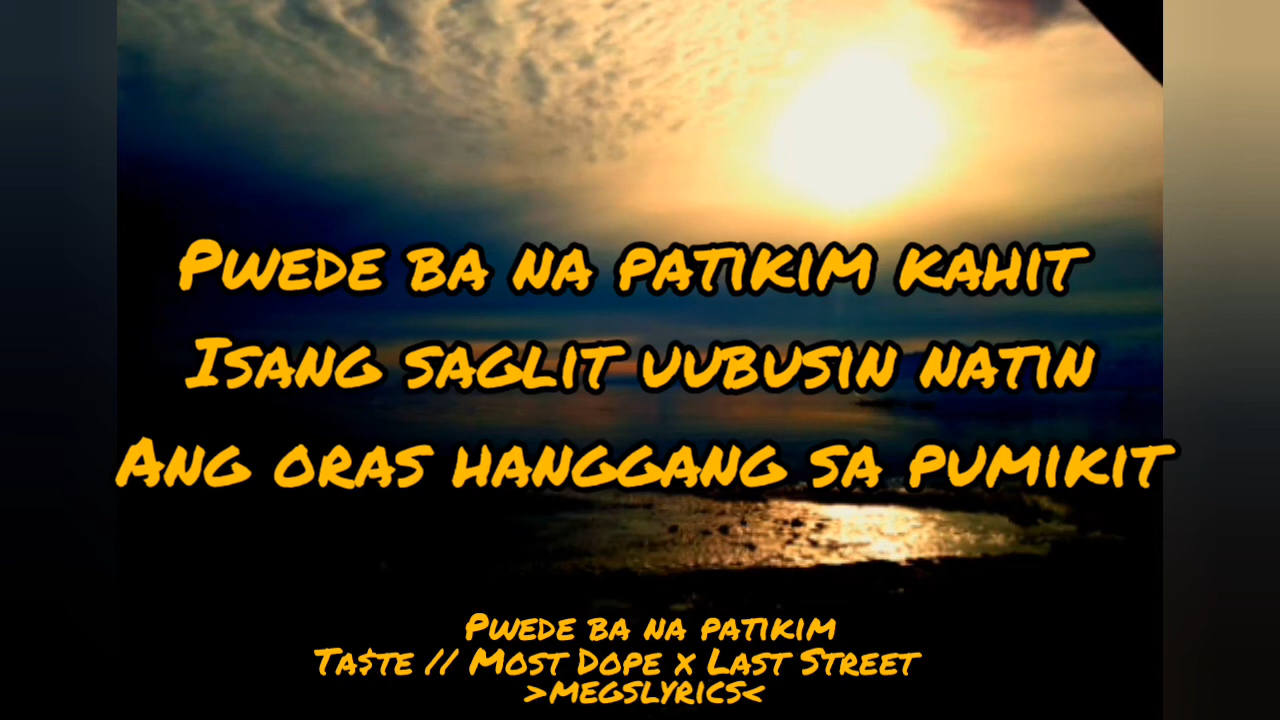 Pwede ba na patikim kahit
Isang saglit uubusin natin
Ang oras hanggang sa pumikit
Pwede ba na patikim
Ta$te // Most Dope x Last Street
>megslyrics<